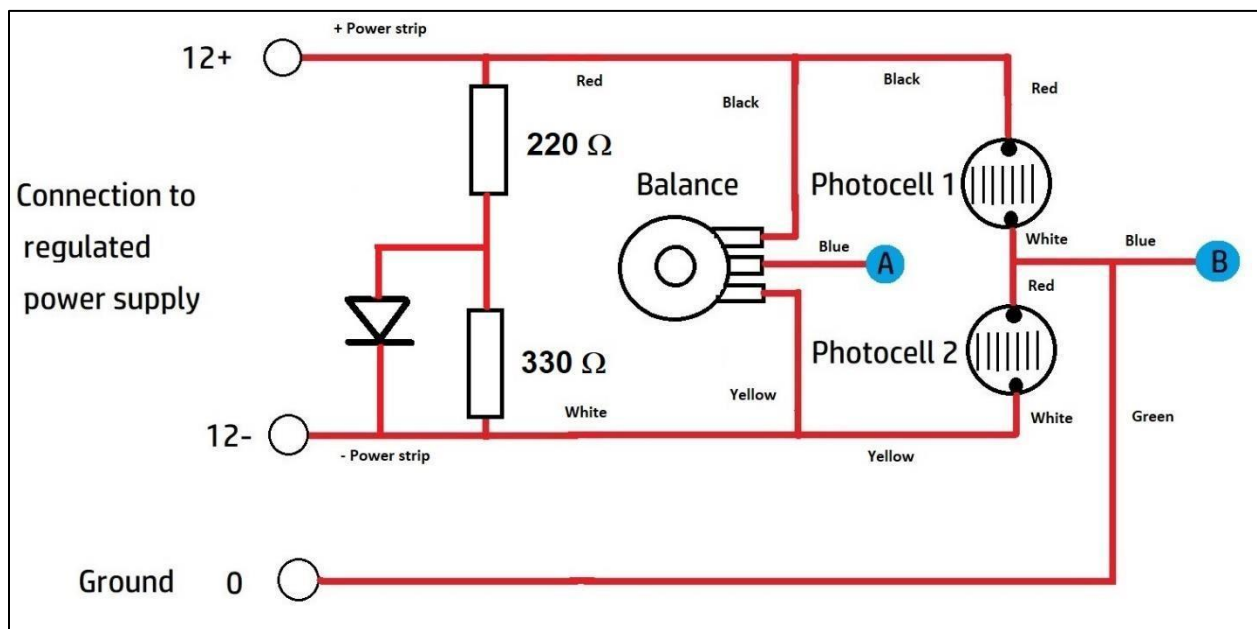 + Power strip
12+
Red
Black
Black
Red
220 Ω
Connection to
regulated
power supply
Balance
Photocell 1
Blue
A
White
Blue
B
Red
330 Ω
Photocell 2
Yellow
White
White
Green
12-
- Power strip
Yellow
Ground 0